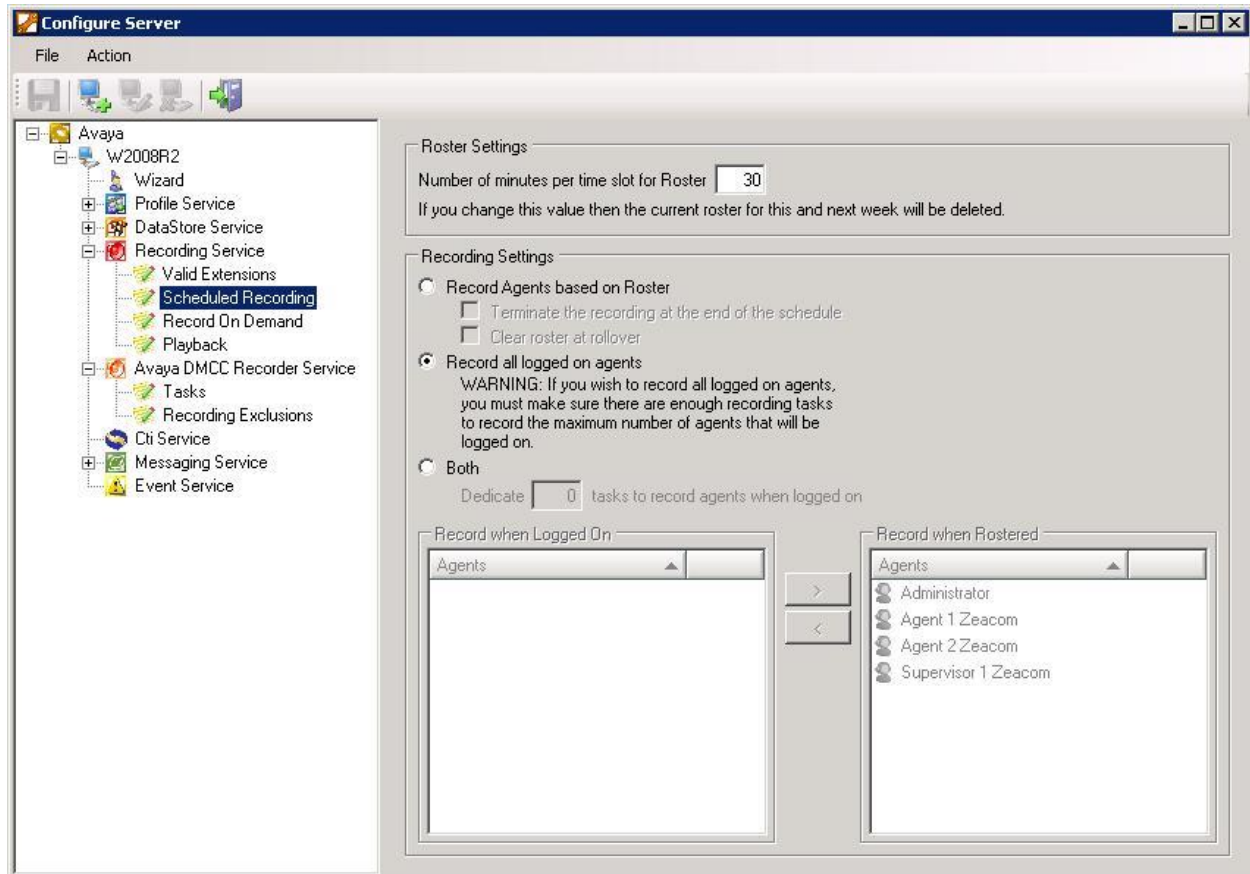 Configure Server
File Action
Avaya
W2008R2
Wizard
Profile Service
DataStore Service
Recording Service
Valid Extensions
Scheduled Recording
Record On Demand
Playback
Avaya DMCC Recorder Service
Tasks
Recording Exclusions
Cti Service
Messaging Service
Event Service
Roster Settings
Number of minutes per time slot for Roster 30
If you change this value then the current roster for this and next week will be deleted.
Recording Settings
Record Agents based on Roster
Terminate the recording at the end of the schedule
Clear roster at rollover
Record all logged on agents
WARNING: If you wish to record all logged on agents,
you must make sure there are enough recording tasks
to record the maximum number of agents that will be
logged on.
Both
Dedicate 0 tasks to record agents when logged on
Record when Logged On
Agents
>
<
Record when Rostered
Agents
Administrator
Agent 1 Zeacom
Agent 2 Zeacom
Supervisor 1 Zeacom